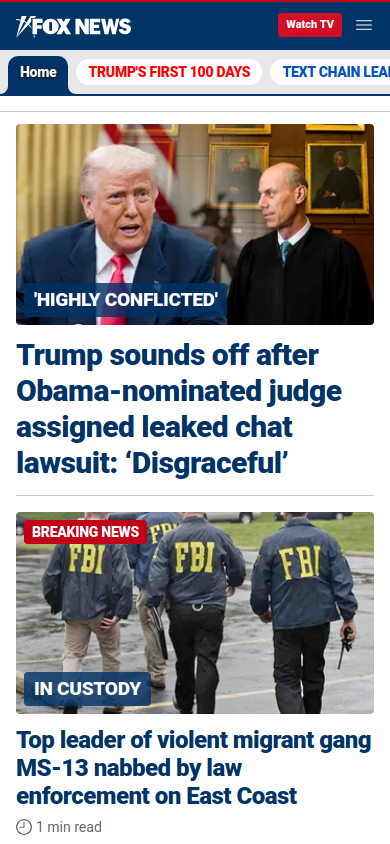 FOX NEWS
Watch TV
Home
TRUMP'S FIRST 100 DAYS
TEXT CHAIN LEA
'HIGHLY CONFLICTED'
Trump sounds off after
Obama-nominated judge
assigned leaked chat
lawsuit: ‘Disgraceful’
BREAKING NEWS
FBI
FBI
FBI
FBI
IN CUSTODY
Top leader of violent migrant gang
MS-13 nabbed by law
enforcement on East Coast
1 min read